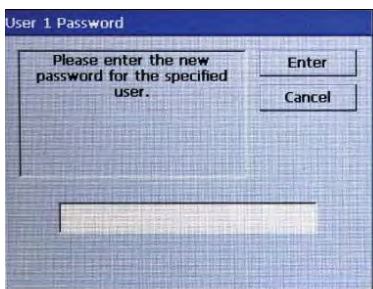 User 1 Password
Please enter the new
password for the specified
user.
Enter
Cancel